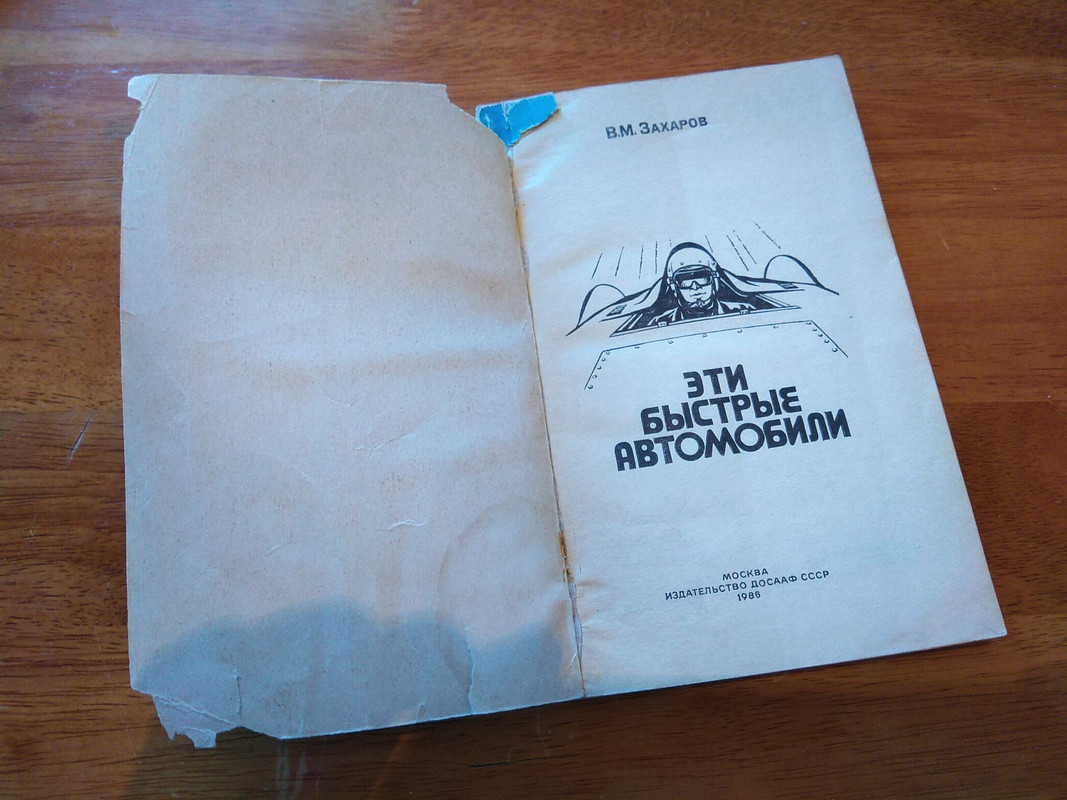 В.М. ЗАХАРОВ
ЭТИ
БЫСТРЫЕ
АВТОМОБИЛИ
МОСКВА
ИЗДАТЕЛЬСТВО ДОСААФ СССР
1986